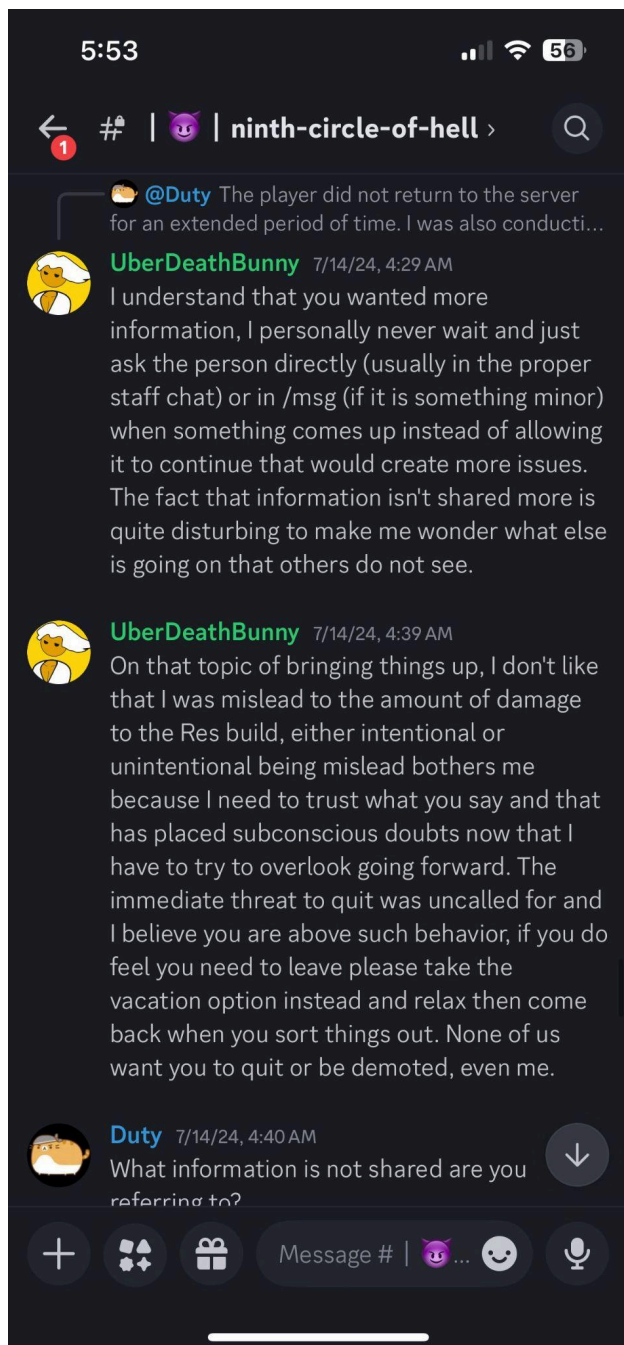 5:53
56
1
# | 😈 | ninth-circle-of-hell ›
@Duty The player did not return to the server
for an extended period of time. I was also conducti...
UberDeathBunny 7/14/24, 4:29 AM
I understand that you wanted more
information, I personally never wait and just
ask the person directly (usually in the proper
staff chat) or in /msg (if it is something minor)
when something comes up instead of allowing
it to continue that would create more issues.
The fact that information isn't shared more is
quite disturbing to make me wonder what else
is going on that others do not see.
UberDeathBunny 7/14/24, 4:39 AM
On that topic of bringing things up, I don't like
that I was mislead to the amount of damage
to the Res build, either intentional or
unintentional being mislead bothers me
because I need to trust what you say and that
has placed subconscious doubts now that I
have to try to overlook going forward. The
immediate threat to quit was uncalled for and
I believe you are above such behavior, if you do
feel you need to leave please take the
vacation option instead and relax then come
back when you sort things out. None of us
want you to quit or be demoted, even me.
Duty 7/14/24, 4:40 AM
What information is not shared are you
referring to?
Message # | 😈...